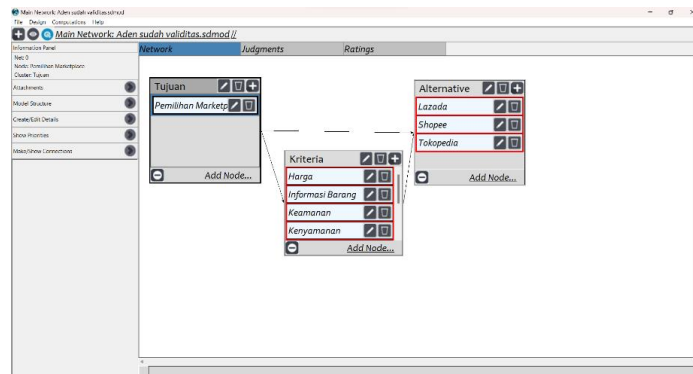 Main Network: Aden sudah validitas.sdmod
File Design Computations Help
Main Network: Aden sudah validitas.sdmod //
Information Panel
Net: 0
Node: Pemilihan Marketplace
Cluster: Tujuan
Attachments
Model Structure
Create/Edit Details
Show Priorities
Make/Show Connections
Network Judgments Ratings
Tujuan
Pemilihan Marketp
Add Node...
Kriteria
Harga
Informasi Barang
Keamanan
Kenyamanan
Add Node...
Alternative
Lazada
Shopee
Tokopedia
Add Node...